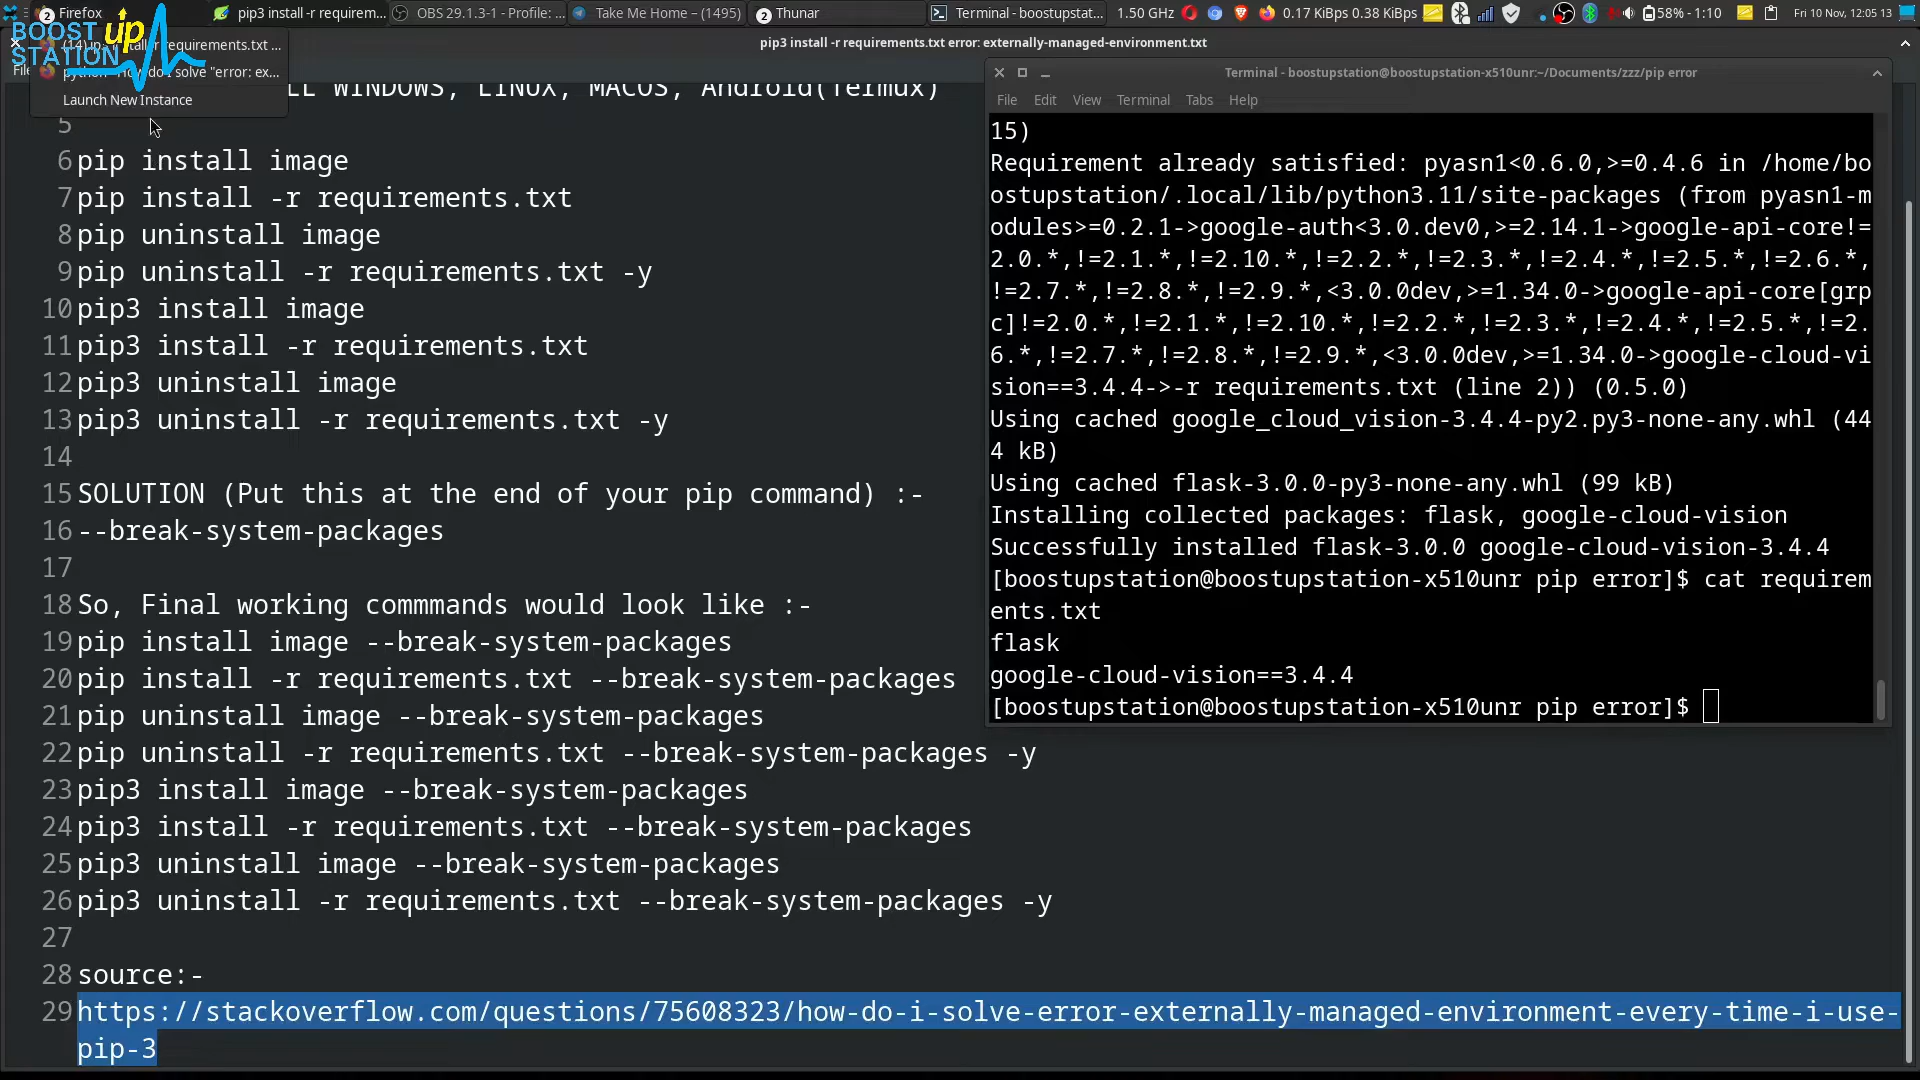 Firefox
pip3 install -r requirem...
OBS 29.1.3-1 - Profile: ...
Take Me Home – (1495)
2 Thunar
Terminal - boostupstat...
1.50 GHz
0.17 KiBps 0.38 KiBps
58% - 1:10
Fri 10 Nov, 12:05:13
BOOST up
STATION
requirements.txt ...
do i solve "error: ex...
Launch New Instance
pip3 install -r requirements.txt error: externally-managed-environment.txt
WINDOWS, LINUX, MACOS, Android(Termux)
5
6 pip install image
7 pip install -r requirements.txt
8 pip uninstall image
9 pip uninstall -r requirements.txt -y
10 pip3 install image
11 pip3 install -r requirements.txt
12 pip3 uninstall image
13 pip3 uninstall -r requirements.txt -y
14
15 SOLUTION (Put this at the end of your pip command) :-
16 --break-system-packages
17
18 So, Final working commmands would look like :-
19 pip install image --break-system-packages
20 pip install -r requirements.txt --break-system-packages
21 pip uninstall image --break-system-packages
22 pip uninstall -r requirements.txt --break-system-packages -y
23 pip3 install image --break-system-packages
24 pip3 install -r requirements.txt --break-system-packages
25 pip3 uninstall image --break-system-packages
26 pip3 uninstall -r requirements.txt --break-system-packages -y
27
28 source:-
29 https://stackoverflow.com/questions/75608323/how-do-i-solve-error-externally-managed-environment-every-time-i-use-
pip-3
Terminal - boostupstation@boostupstation-x510unr:~/Documents/zzz/pip error
File Edit View Terminal Tabs Help
15)
Requirement already satisfied: pyasn1<0.6.0,>=0.4.6 in /home/bo
ostupstation/.local/lib/python3.11/site-packages (from pyasn1-m
odules>=0.2.1->google-auth<3.0.dev0,>=2.14.1->google-api-core!=
2.0.*,!=2.1.*,!=2.10.*,!=2.2.*,!=2.3.*,!=2.4.*,!=2.5.*,!=2.6.*,
!=2.7.*,!=2.8.*,!=2.9.*,<3.0.0dev,>=1.34.0->google-api-core[grp
c]!=2.0.*,!=2.1.*,!=2.10.*,!=2.2.*,!=2.3.*,!=2.4.*,!=2.5.*,!=2.
6.*,!=2.7.*,!=2.8.*,!=2.9.*,<3.0.0dev,>=1.34.0->google-cloud-vi
sion==3.4.4->-r requirements.txt (line 2)) (0.5.0)
Using cached google_cloud_vision-3.4.4-py2.py3-none-any.whl (44
4 kB)
Using cached flask-3.0.0-py3-none-any.whl (99 kB)
Installing collected packages: flask, google-cloud-vision
Successfully installed flask-3.0.0 google-cloud-vision-3.4.4
[boostupstation@boostupstation-x510unr pip error]$ cat requirem
ents.txt
flask
google-cloud-vision==3.4.4
[boostupstation@boostupstation-x510unr pip error]$